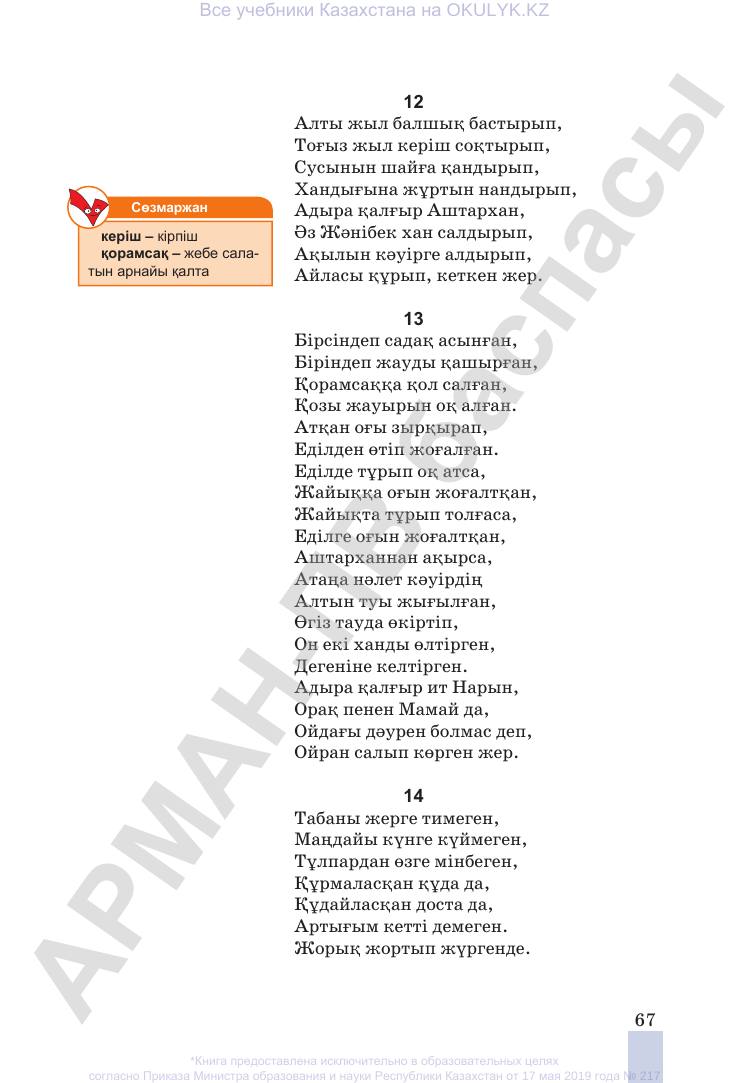 Все учебники Казахстана на OKULYK.KZ
12
Алты жыл балшық бастырып,
Тоғыз жыл керіш соқтырып,
Сусынын шайға қандырып,
Хандығына жұртын нандырып,
Адыра қалғыр Аштархан,
Әз Жәнібек хан салдырып,
Ақылын кәуірге алдырып,
Айласы құрып, кеткен жер.
Сөзмаржан
керіш – кірпіш
қорамсақ – жебе сала-
тын арнайы қалта
13
Бірсіндеп садақ асынған,
Біріндеп жауды қашырған,
Қорамсаққа қол салған,
Қозы жауырын оқ алған.
Атқан оғы зырқырап,
Еділден өтіп жоғалған.
Еділде тұрып оқ атса,
Жайыққа оғын жоғалтқан,
Жайықта тұрып толғаса,
Еділге оғын жоғалтқан,
Аштарханнан ақырса,
Атаңа нәлет кәуірдің
Алтын туы жығылған,
Өгіз тауда өкіртіп,
Он екі ханды өлтірген,
Дегеніне келтірген.
Адыра қалғыр ит Нарын,
Орақ пенен Мамай да,
Ойдағы дәурен болмас деп,
Ойран салып көрген жер.
14
Табаны жерге тимеген,
Маңдайы күнге күймеген,
Тұлпардан өзге мінбеген,
Құрмаласқан құда да,
Құдайласқан доста да,
Артығым кетті демеген.
Жорық жортып жүргенде.
АРМАН-ПВ баспасы
67
*Книга предоставлена исключительно в образовательных целях
согласно Приказа Министра образования и науки Республики Казахстан от 17 мая 2019 года № 217